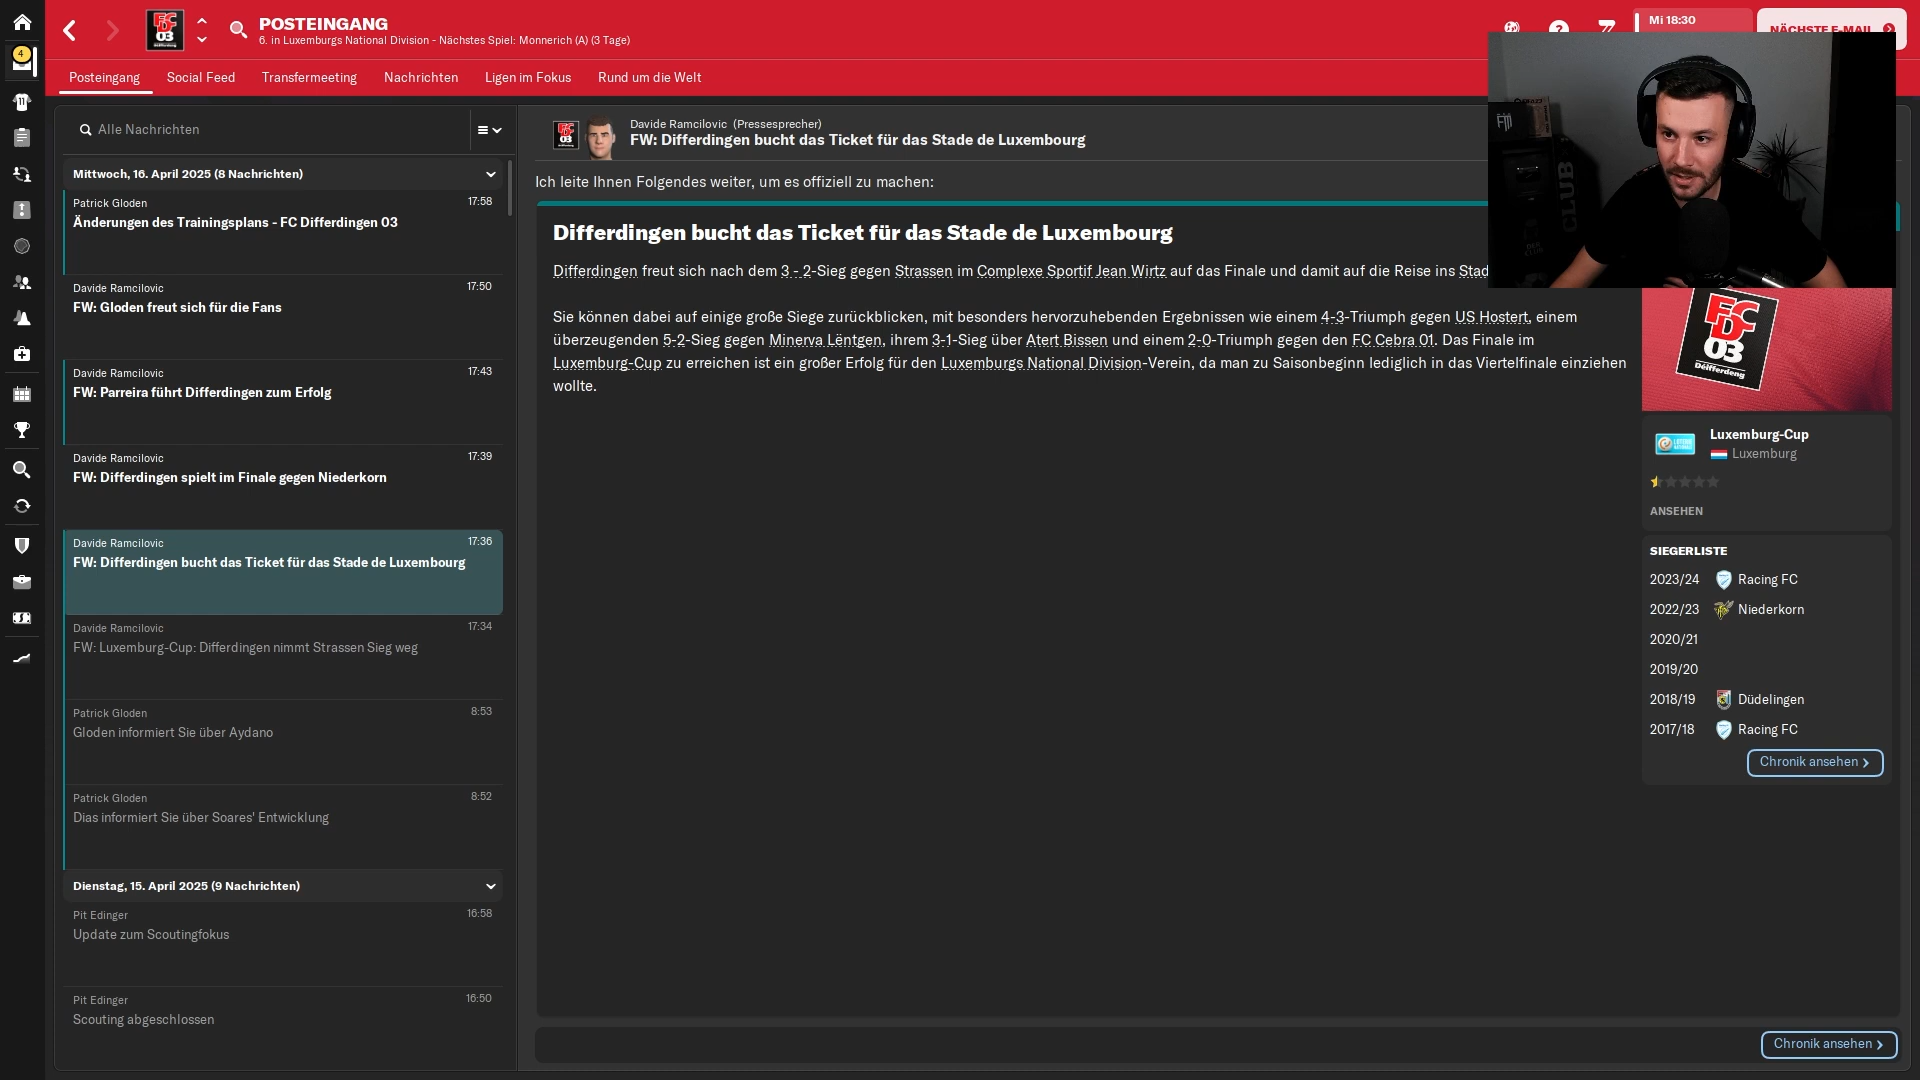 POSTEINGANG
6. in Luxemburgs National Division - Nächstes Spiel: Monnerich (A) (3 Tage)
Mi 18:30
NÄCHSTE E-MAIL
4
11
Posteingang
Social Feed
Transfermeeting
Nachrichten
Ligen im Fokus
Rund um die Welt
Alle Nachrichten
Mittwoch, 16. April 2025 (8 Nachrichten)
Patrick Gloden 17:58
Änderungen des Trainingsplans - FC Differdingen 03
Davide Ramcilovic 17:50
FW: Gloden freut sich für die Fans
Davide Ramcilovic 17:43
FW: Parreira führt Differdingen zum Erfolg
Davide Ramcilovic 17:39
FW: Differdingen spielt im Finale gegen Niederkorn
Davide Ramcilovic 17:36
FW: Differdingen bucht das Ticket für das Stade de Luxembourg
Davide Ramcilovic 17:34
FW: Luxemburg-Cup: Differdingen nimmt Strassen Sieg weg
Patrick Gloden 8:53
Gloden informiert Sie über Aydano
Patrick Gloden 8:52
Dias informiert Sie über Soares' Entwicklung
Dienstag, 15. April 2025 (9 Nachrichten)
Pit Edinger 16:58
Update zum Scoutingfokus
Pit Edinger 16:50
Scouting abgeschlossen
Davide Ramcilovic (Pressesprecher)
FW: Differdingen bucht das Ticket für das Stade de Luxembourg
Ich leite Ihnen Folgendes weiter, um es offiziell zu machen:
Differdingen bucht das Ticket für das Stade de Luxembourg
Differdingen freut sich nach dem 3 - 2-Sieg gegen Strassen im Complexe Sportif Jean Wirtz auf das Finale und damit auf die Reise ins Stad
Sie können dabei auf einige große Siege zurückblicken, mit besonders hervorzuhebenden Ergebnissen wie einem 4-3-Triumph gegen US Hostert, einem
überzeugenden 5-2-Sieg gegen Minerva Lëntgen, ihrem 3-1-Sieg über Atert Bissen und einem 2-0-Triumph gegen den FC Cebra 01. Das Finale im
Luxemburg-Cup zu erreichen ist ein großer Erfolg für den Luxemburgs National Division-Verein, da man zu Saisonbeginn lediglich in das Viertelfinale einziehen
wollte.
CLUB
FCD
03
Déifferdeng
Luxemburg-Cup
Luxemburg
ANSEHEN
SIEGERLISTE
2023/24 Racing FC
2022/23 Niederkorn
2020/21
2019/20
2018/19 Düdelingen
2017/18 Racing FC
Chronik ansehen
Chronik ansehen